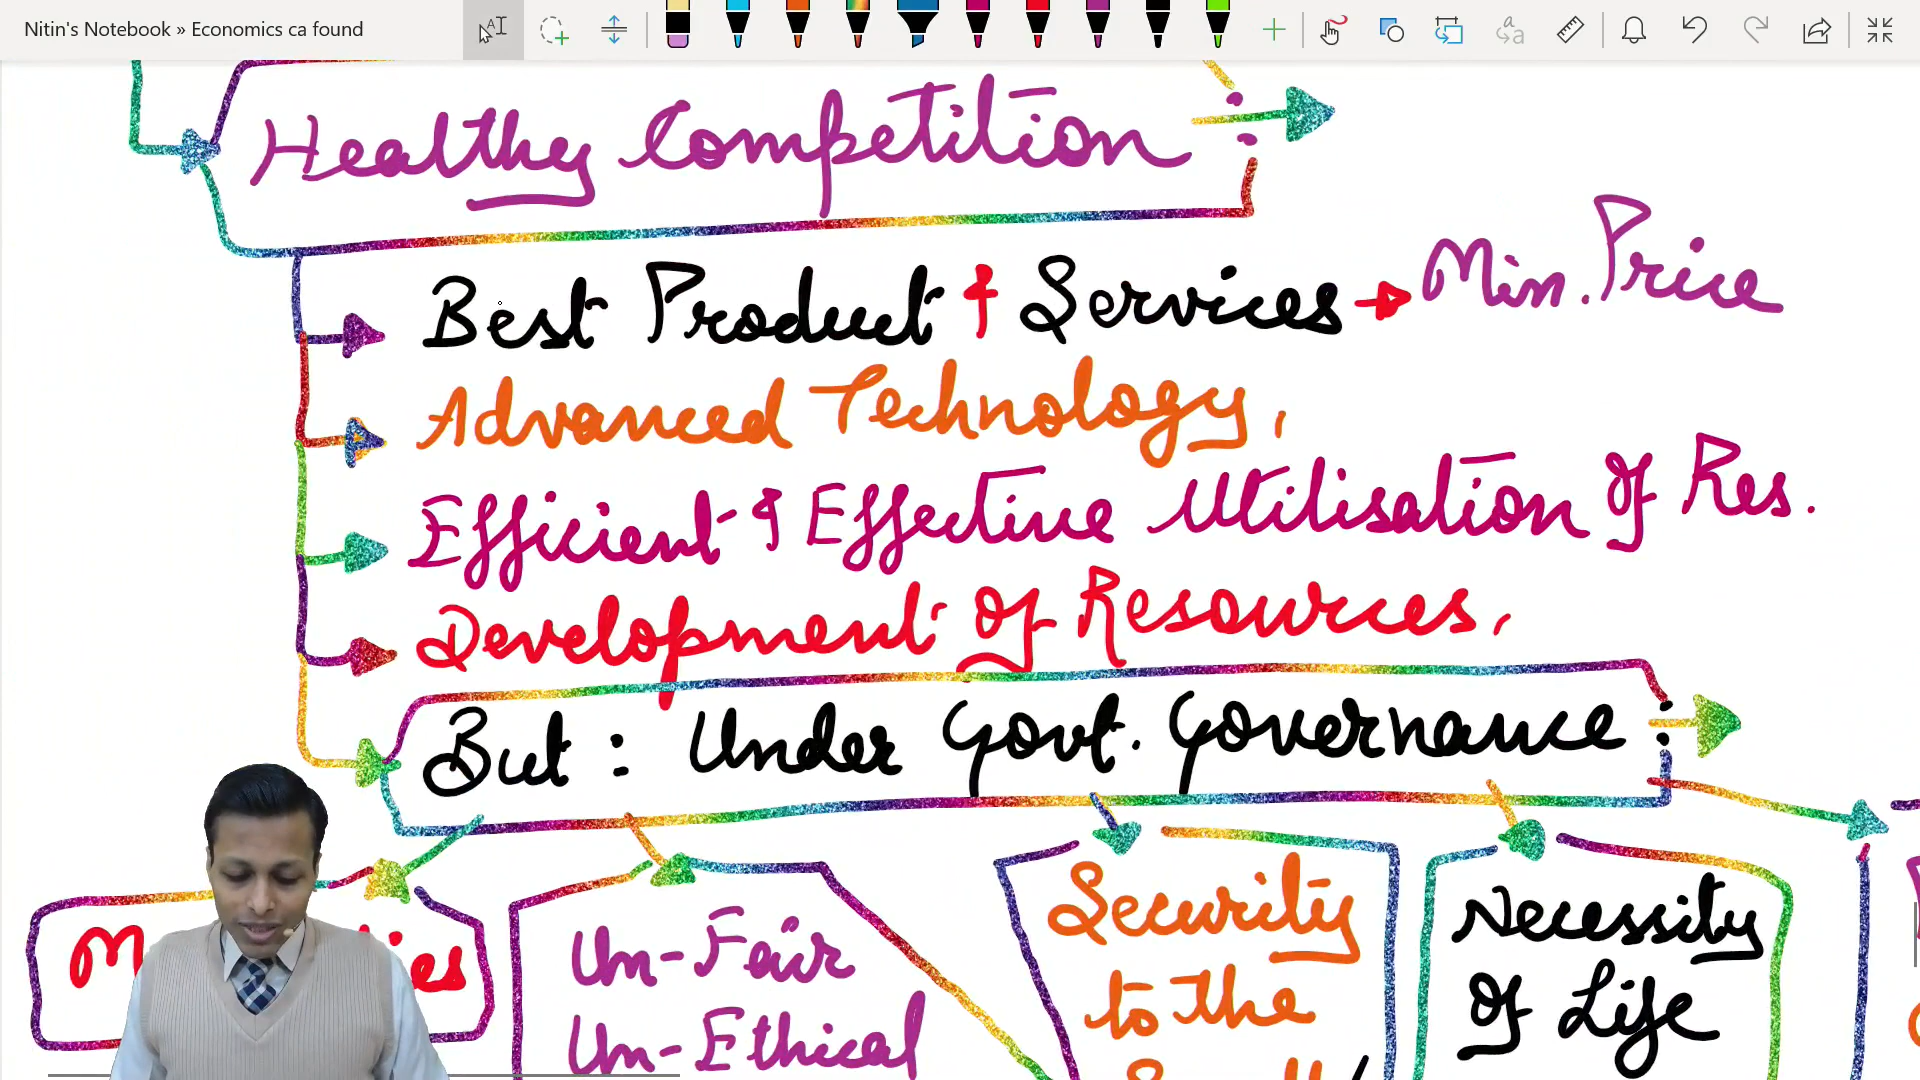 Nitin's Notebook » Economics ca found
Healthy Competition :
Best Product & Services → Min. Price
Advanced Technology,
Efficient & Effective Utilisation Of Res.
Development Of Resources,
But : Under Govt. Governance :
Un-Fair
Un-Ethical
Security
to the
Necessity
Of Life